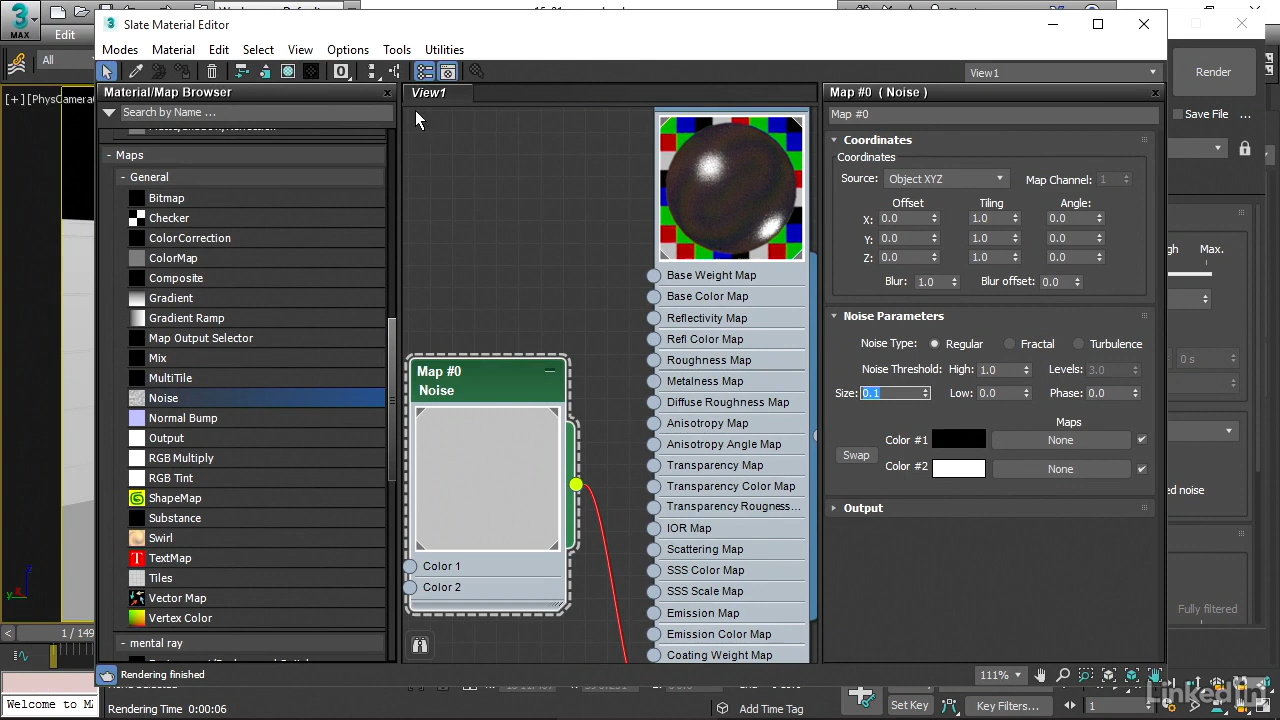 Slate Material Editor
MAX
Edit
All
Modes
Material
Edit
Select
View
Options
Tools
Utilities
View1
Render
Save File
...
Material/Map Browser
Search by Name ...
Maps
General
Bitmap
Checker
ColorCorrection
ColorMap
Composite
Gradient
Gradient Ramp
Map Output Selector
Mix
MultiTile
Noise
Normal Bump
Output
RGB Multiply
RGB Tint
ShapeMap
Substance
Swirl
TextMap
Tiles
Vector Map
Vertex Color
mental ray
View1
Map #0
Noise
Color 1
Color 2
Base Weight Map
Base Color Map
Reflectivity Map
Refl Color Map
Roughness Map
Metalness Map
Diffuse Roughness Map
Anisotropy Map
Anisotropy Angle Map
Transparency Map
Transparency Color Map
Transparency Rougness...
IOR Map
Scattering Map
SSS Color Map
SSS Scale Map
Emission Map
Emission Color Map
Coating Weight Map
Map #0 ( Noise )
Map #0
Coordinates
Coordinates
Source: Object XYZ Map Channel: 1
Offset Tiling Angle:
X: 0.0 1.0 0.0
Y: 0.0 1.0 0.0
Z: 0.0 1.0 0.0
Blur: 1.0 Blur offset: 0.0
Noise Parameters
Noise Type: Regular Fractal Turbulence
Noise Threshold: High: 1.0 Levels: 3.0
Size: 0.1 Low: 0.0 Phase: 0.0
Maps
Color #1 None
Swap
Color #2 None
Output
Max.
0 s
Fully filtered
1 / 149
Rendering finished
111%
Welcome to M
Rendering Time 0:00:06
Add Time Tag
Set Key
Key Filters...
1
LinkedIn